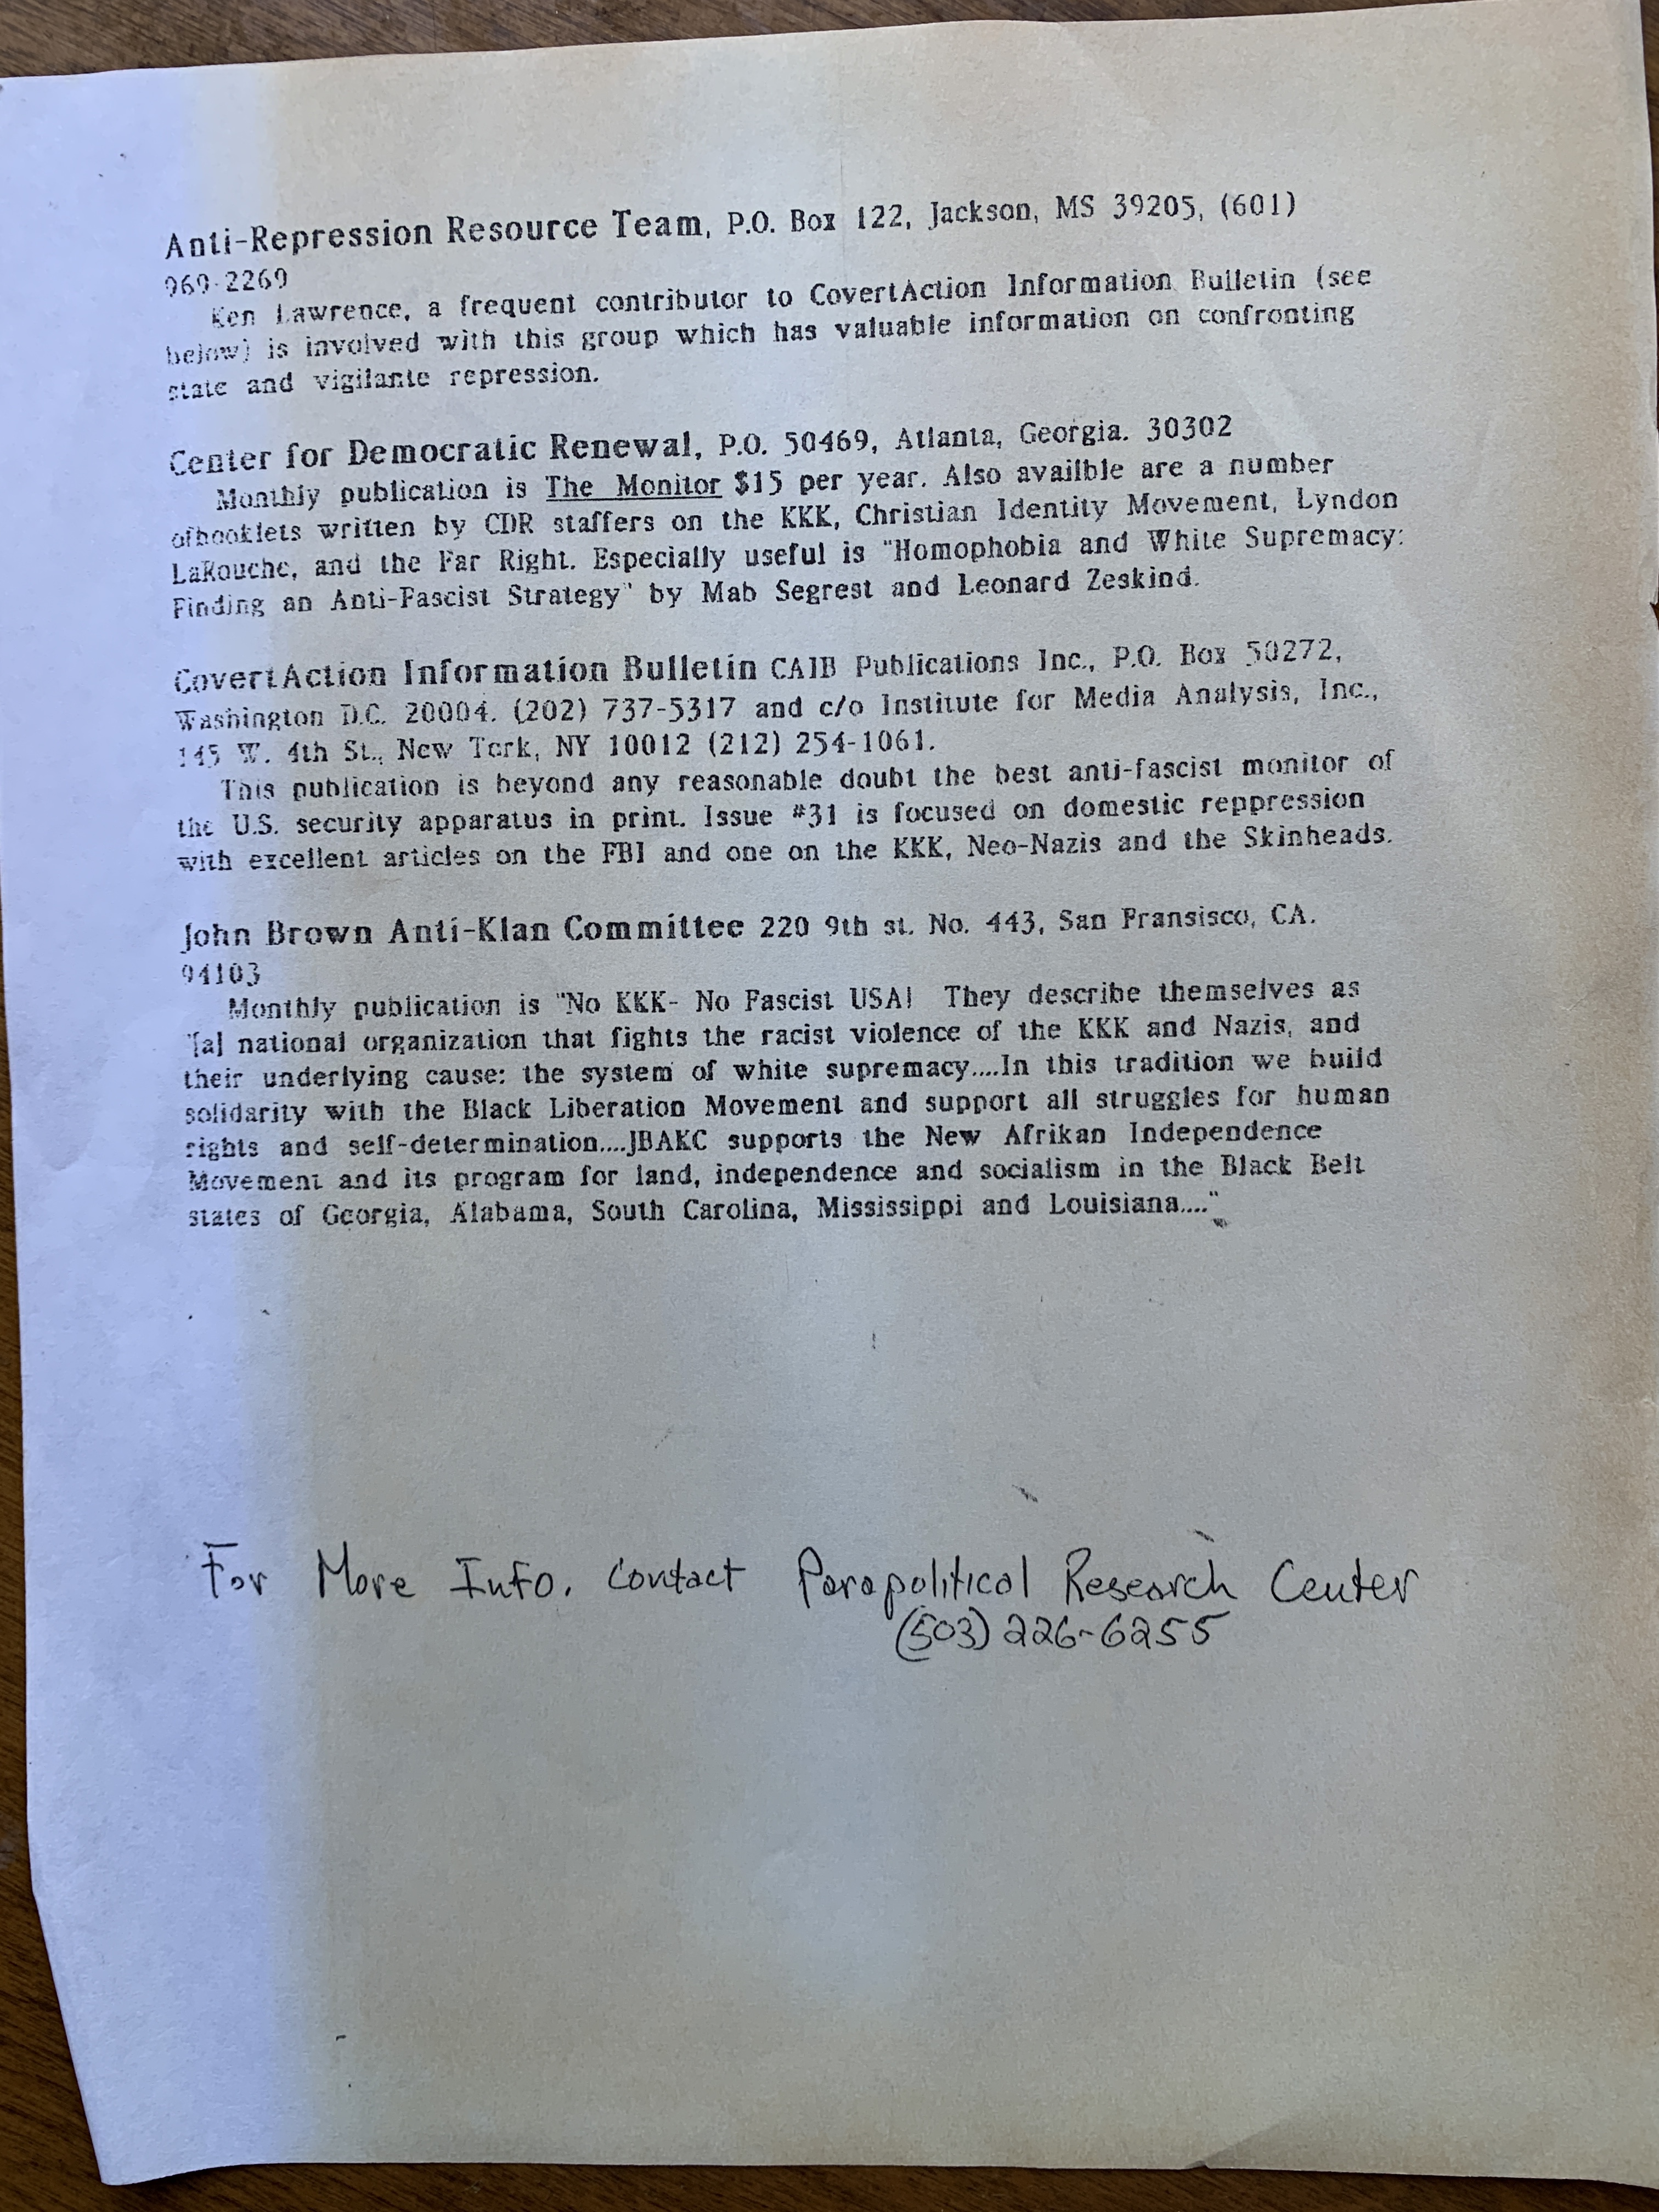 Anti-Repression Resource Team, P.O. Box 122, Jackson, MS 39205, (601)
969-2269
Ken Lawrence, a frequent contributor to CovertAction Information Bulletin (see
below) is involved with this group which has valuable information on confronting
state and vigilante repression.
Center for Democratic Renewal, P.O. 50469, Atlanta, Georgia. 30302
Monthly publication is The Monitor $15 per year. Also availble are a number
ofbooklets written by CDR staffers on the KKK, Christian Identity Movement, Lyndon
LaRouche, and the Far Right. Especially useful is "Homophobia and White Supremacy:
Finding an Anti-Fascist Strategy" by Mab Segrest and Leonard Zeskind.
CovertAction Information Bulletin CAIB Publications Inc., P.O. Box 50272,
Washington D.C. 20004. (202) 737-5317 and c/o Institute for Media Analysis, Inc.,
145 W. 4th St., New York, NY 10012 (212) 254-1061.
This publication is beyond any reasonable doubt the best anti-fascist monitor of
the U.S. security apparatus in print. Issue #31 is focused on domestic reppression
with excellent articles on the FBI and one on the KKK, Neo-Nazis and the Skinheads.
John Brown Anti-Klan Committee 220 9th st. No. 443, San Fransisco, CA.
94103
Monthly publication is "No KKK- No Fascist USA! They describe themselves as
"[a] national organization that fights the racist violence of the KKK and Nazis, and
their underlying cause: the system of white supremacy....In this tradition we build
solidarity with the Black Liberation Movement and support all struggles for human
rights and self-determination....JBAKC supports the New Afrikan Independence
Movement and its program for land, independence and socialism in the Black Belt
states of Georgia, Alabama, South Carolina, Mississippi and Louisiana...."
For More Info. Contact Parapolitical Research Center
(503) 226-6255